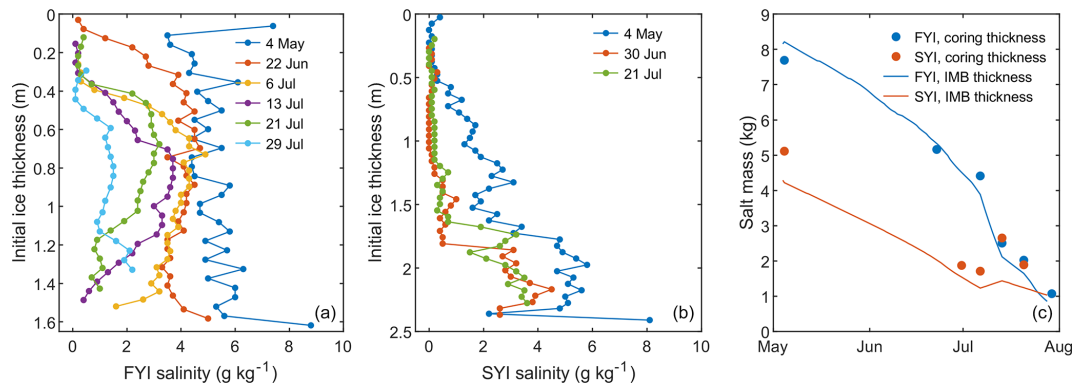 0
0.2
0.4
0.6
0.8
1
1.2
1.4
1.6
Initial ice thickness (m)
0 2 4 6 8 10
FYI salinity (g kg-1)
4 May
22 Jun
6 Jul
13 Jul
21 Jul
29 Jul
(a)
0
0.5
1
1.5
2
2.5
Initial ice thickness (m)
0 2 4 6 8 10
SYI salinity (g kg-1)
4 May
30 Jun
21 Jul
(b)
9
8
7
6
5
4
3
2
1
0
Salt mass (kg)
May Jun Jul Aug
FYI, coring thickness
SYI, coring thickness
FYI, IMB thickness
SYI, IMB thickness
(c)